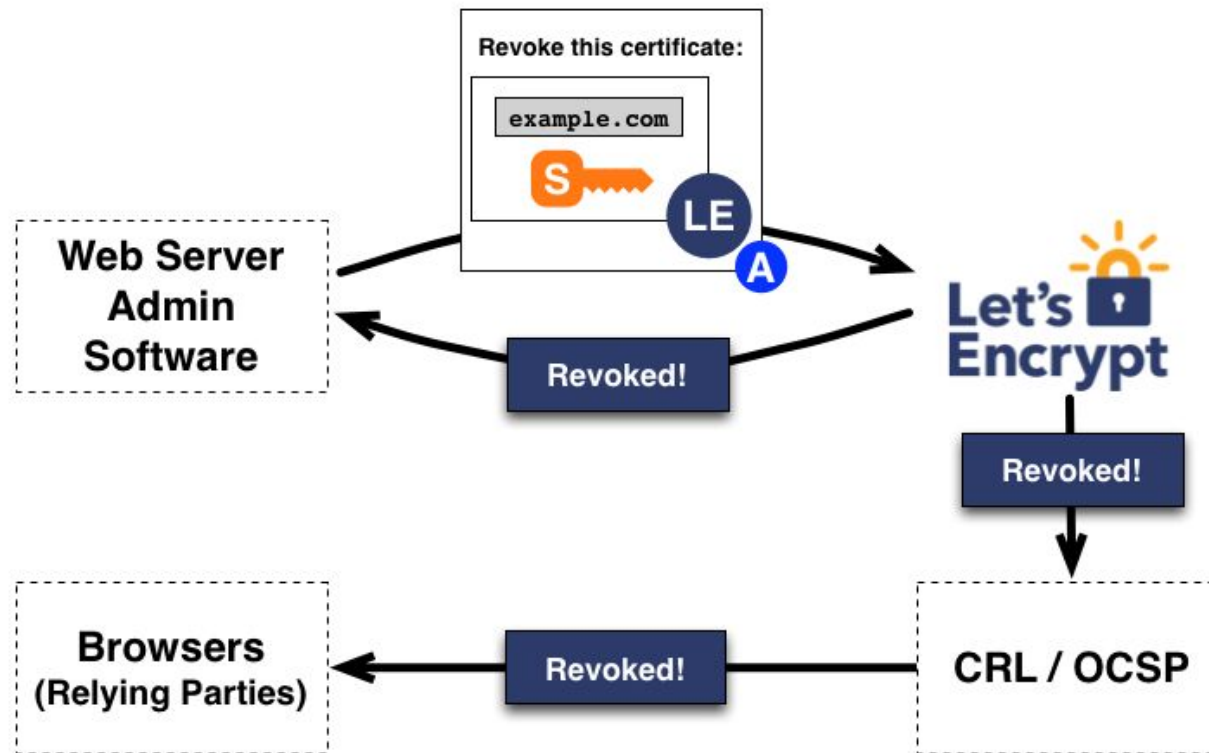 Revoke this certificate:
example.com
S
LE
A
Web Server
Admin
Software
Let's
Encrypt
Revoked!
Revoked!
Browsers
(Relying Parties)
Revoked!
CRL / OCSP